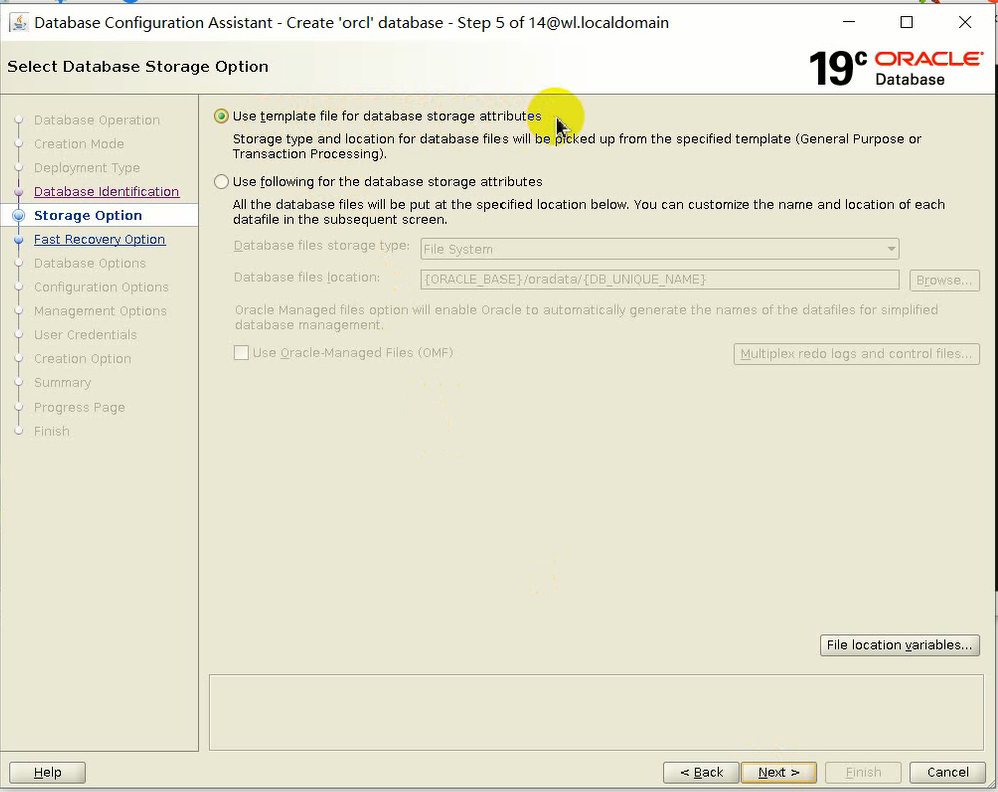 Database Configuration Assistant - Create 'orcl' database - Step 5 of 14@wl.localdomain
Select Database Storage Option
19c ORACLE
Database
Database Operation
Creation Mode
Deployment Type
Database Identification
Storage Option
Fast Recovery Option
Database Options
Configuration Options
Management Options
User Credentials
Creation Option
Summary
Progress Page
Finish
Use template file for database storage attributes
Storage type and location for database files will be picked up from the specified template (General Purpose or
Transaction Processing).
Use following for the database storage attributes
All the database files will be put at the specified location below. You can customize the name and location of each
datafile in the subsequent screen.
Database files storage type: File System
Database files location: {ORACLE_BASE}/oradata/{DB_UNIQUE_NAME} Browse...
Oracle Managed files option will enable Oracle to automatically generate the names of the datafiles for simplified
database management.
Use Oracle-Managed Files (OMF) Multiplex redo logs and control files...
File location variables...
Help < Back Next > Finish Cancel